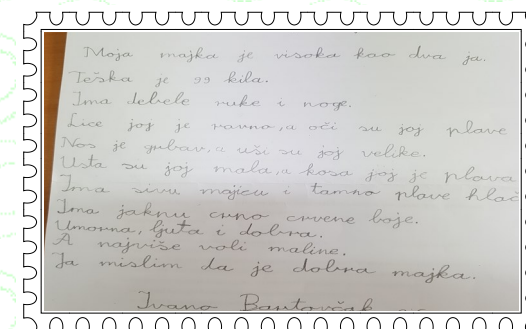 Moja majka je visoka kao dva ja.
Teška je 99 kila.
Ima debele ruke i noge.
Lice joj je ravno, a oči su joj plave
Nos je grbav, a uši su joj velike.
Usta su joj mala, a kosa joj je plava
Ima sivu majicu i tamno plave hlač
Ima jaknu crno crvene boje.
Umorna, ljuta i dobra.
A najviše voli maline.
Ja mislim da je dobra majka.
Ivano